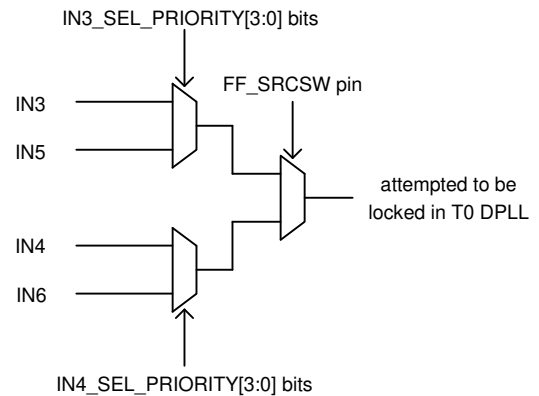 IN3_SEL_PRIORITY[3:0] bits
FF_SRCSW pin
IN3
IN5
attempted to be
locked in T0 DPLL
IN4
IN6
IN4_SEL_PRIORITY[3:0] bits